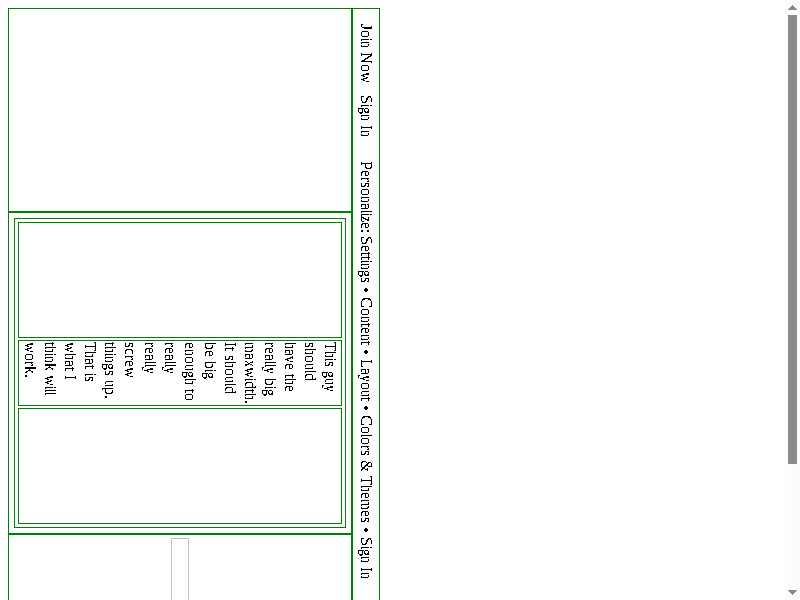 Join Now Sign In Personalize: Settings • Content • Layout • Colors & Themes • Sign In
This guy
should
have the
really big
maxwidth.
It should
be big
enough to
really
really
screw
things up.
That is
what I
think will
work.